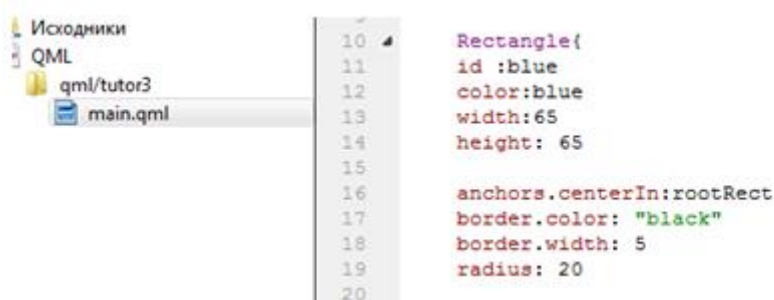 Исходники
QML
qml/tutor3
main.qml
10 Rectangle{
11 id :blue
12 color:blue
13 width:65
14 height: 65
15
16 anchors.centerIn:rootRect
17 border.color: "black"
18 border.width: 5
19 radius: 20
20